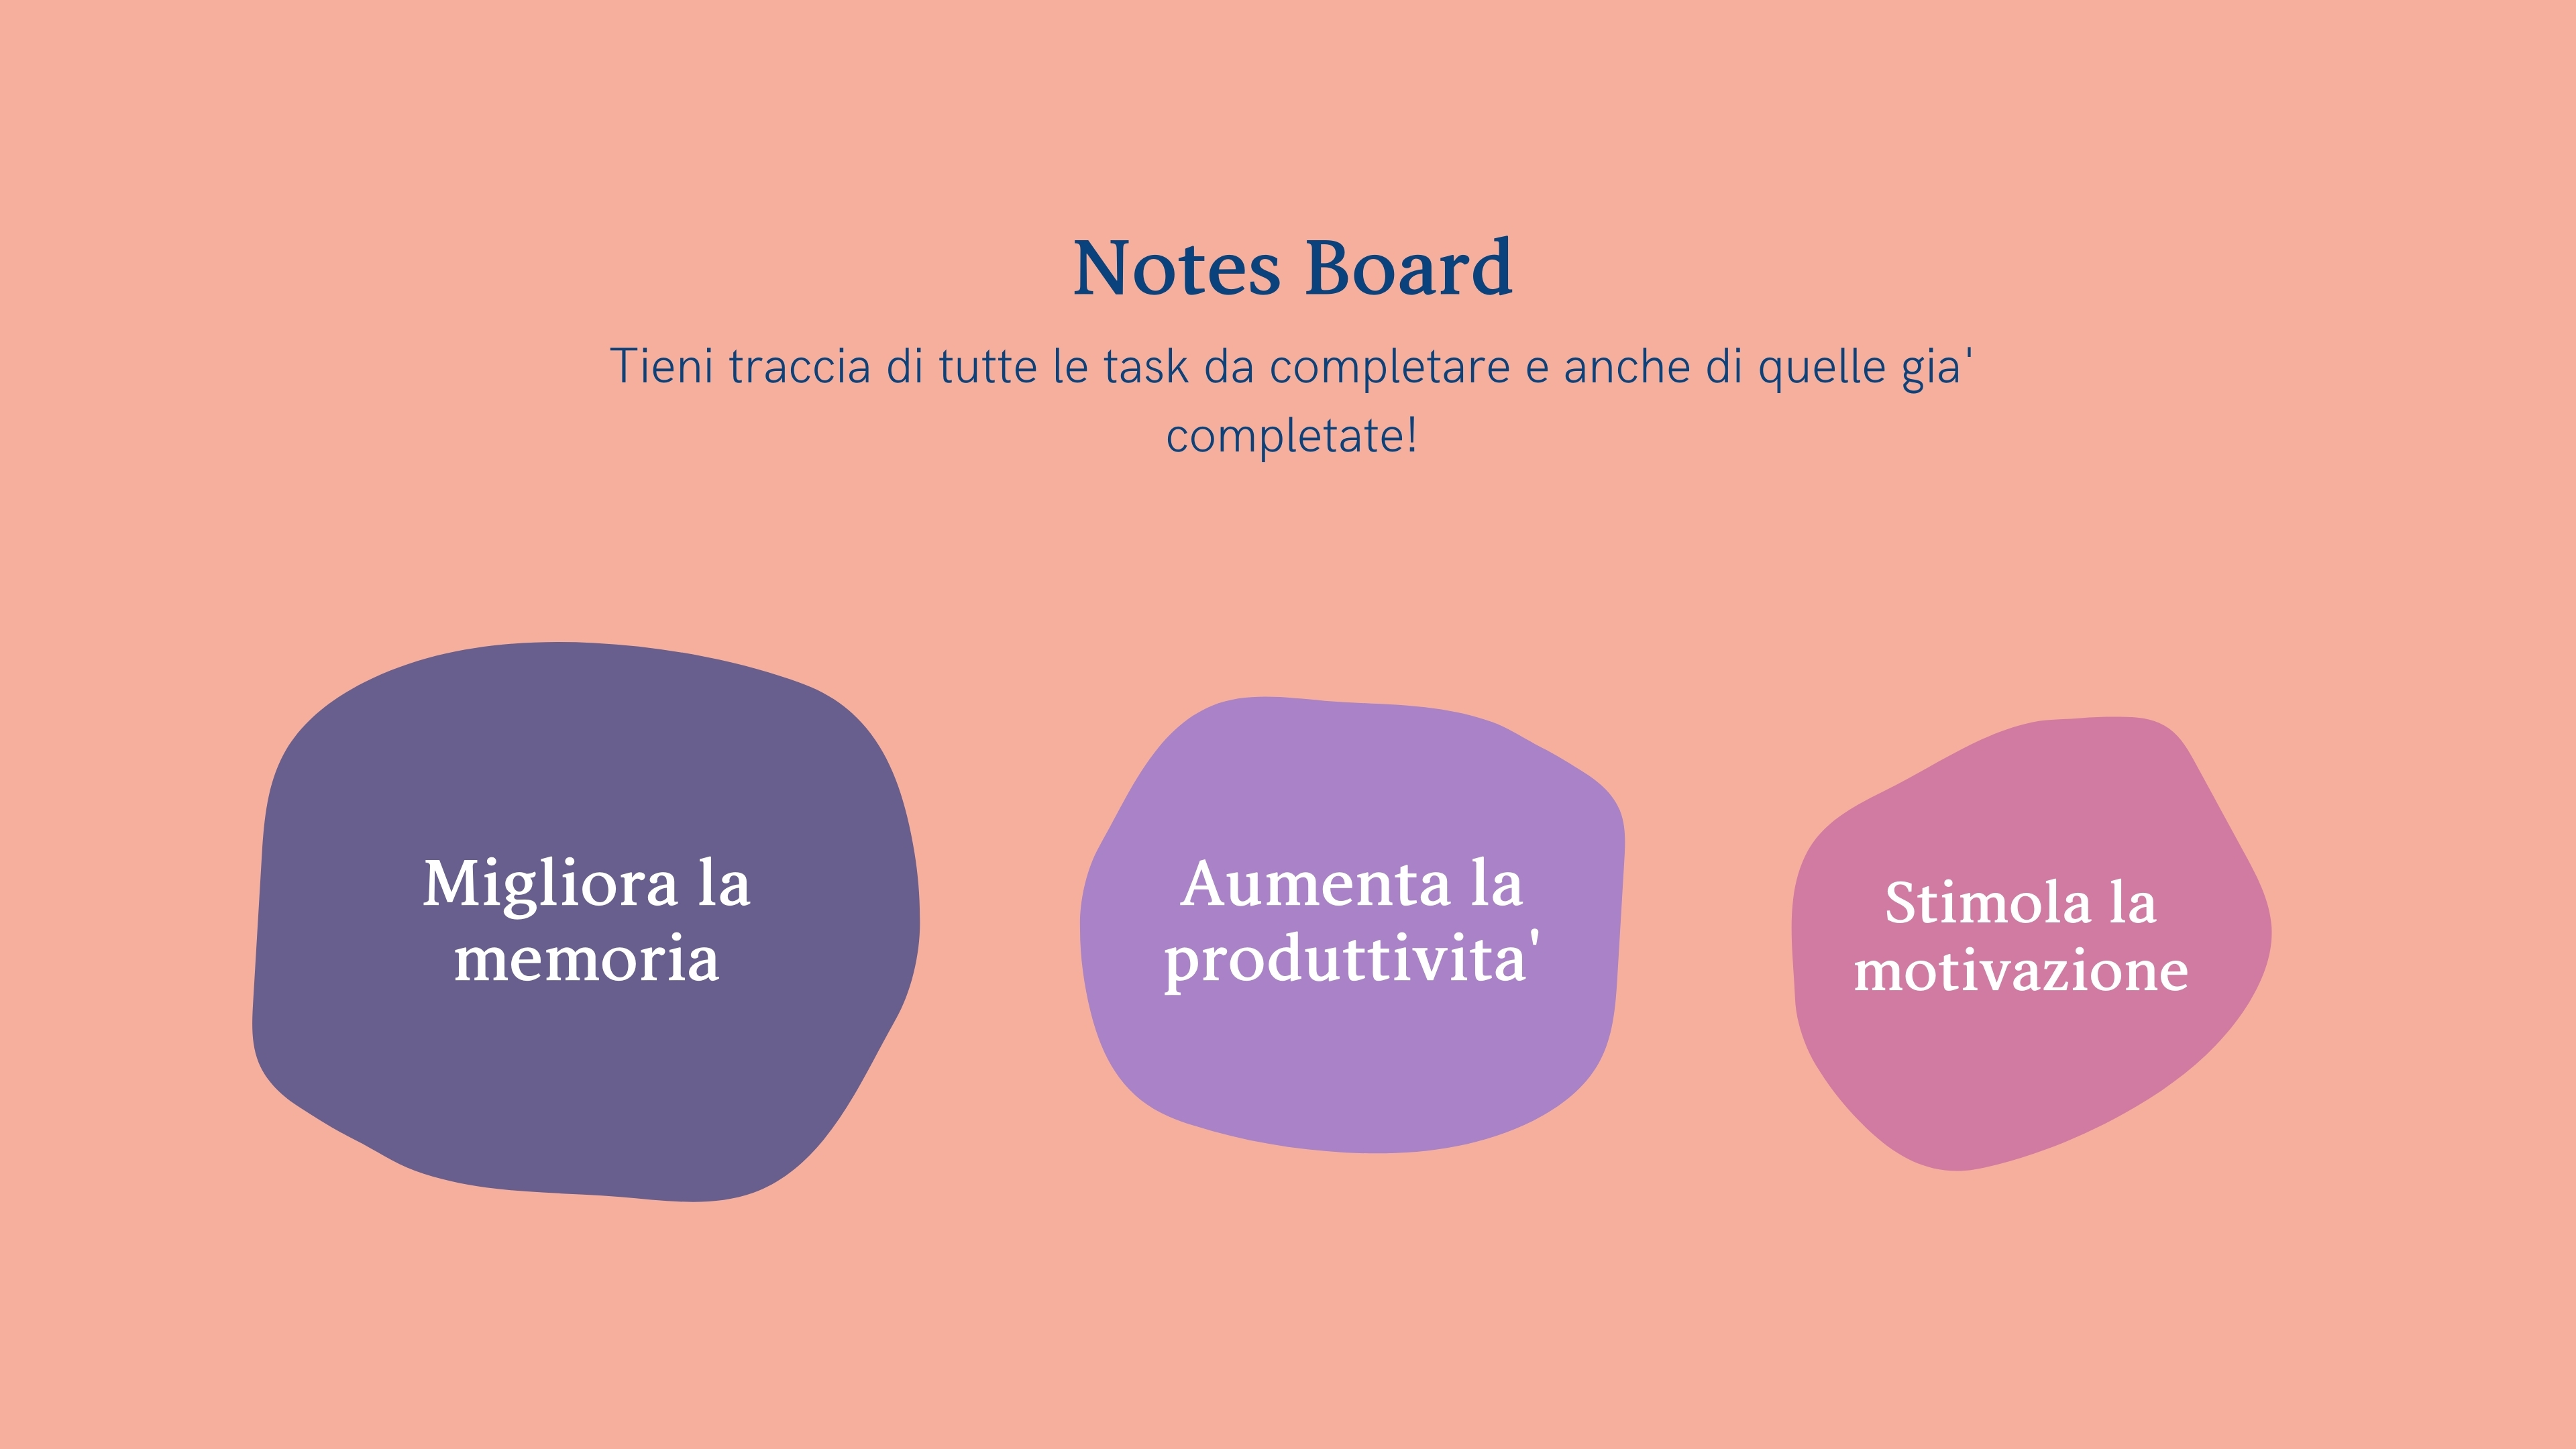 Notes Board
Tieni traccia di tutte le task da completare e anche di quelle gia'
completate!
Migliora la
memoria
Aumenta la
produttivita'
Stimola la
motivazione